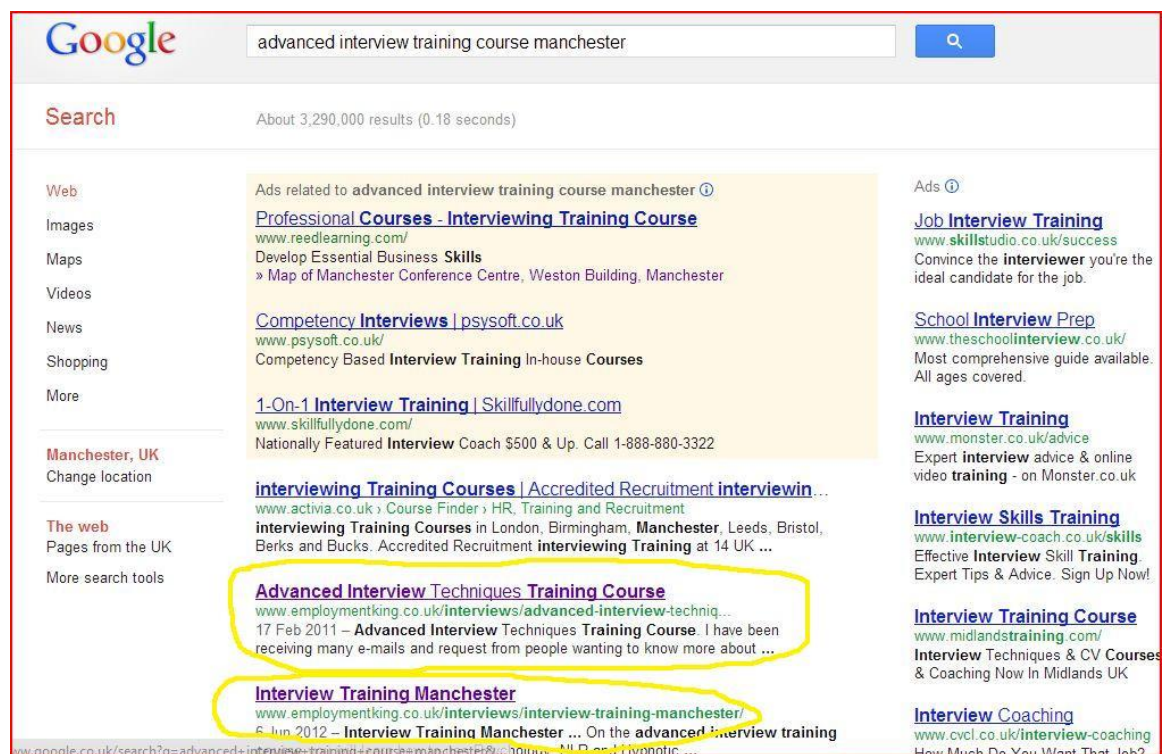 Google
advanced interview training course manchester
Search
About 3,290,000 results (0.18 seconds)
Web
Images
Maps
Videos
News
Shopping
More
Manchester, UK
Change location
The web
Pages from the UK
More search tools
Ads related to advanced interview training course manchester
Professional Courses - Interviewing Training Course
www.reedlearning.com/
Develop Essential Business Skills
» Map of Manchester Conference Centre, Weston Building, Manchester
Competency Interviews | psysoft.co.uk
www.psysoft.co.uk/
Competency Based Interview Training In-house Courses
1-On-1 Interview Training | Skillfullydone.com
www.skillfullydone.com/
Nationally Featured Interview Coach $500 & Up. Call 1-888-880-3322
interviewing Training Courses | Accredited Recruitment interviewin...
www.activia.co.uk › Course Finder › HR, Training and Recruitment
interviewing Training Courses in London, Birmingham, Manchester, Leeds, Bristol,
Berks and Bucks. Accredited Recruitment interviewing Training at 14 UK ...
Advanced Interview Techniques Training Course
www.employmentking.co.uk/interviews/advanced-interview-techniq...
17 Feb 2011 – Advanced Interview Techniques Training Course. I have been
receiving many e-mails and request from people wanting to know more about ...
Interview Training Manchester
www.employmentking.co.uk/interviews/interview-training-manchester/
6 Jun 2012 – Interview Training Manchester ... On the advanced interview training
Ads
Job Interview Training
www.skillstudio.co.uk/success
Convince the interviewer you're the
ideal candidate for the job.
School Interview Prep
www.theschoolinterview.co.uk/
Most comprehensive guide available.
All ages covered.
Interview Training
www.monster.co.uk/advice
Expert interview advice & online
video training - on Monster.co.uk
Interview Skills Training
www.interview-coach.co.uk/skills
Effective Interview Skill Training.
Expert Tips & Advice. Sign Up Now!
Interview Training Course
www.midlandstraining.com/
Interview Techniques & CV Courses
& Coaching Now In Midlands UK
Interview Coaching
www.cvcl.co.uk/interview-coaching
How Much Do You Want That Job?